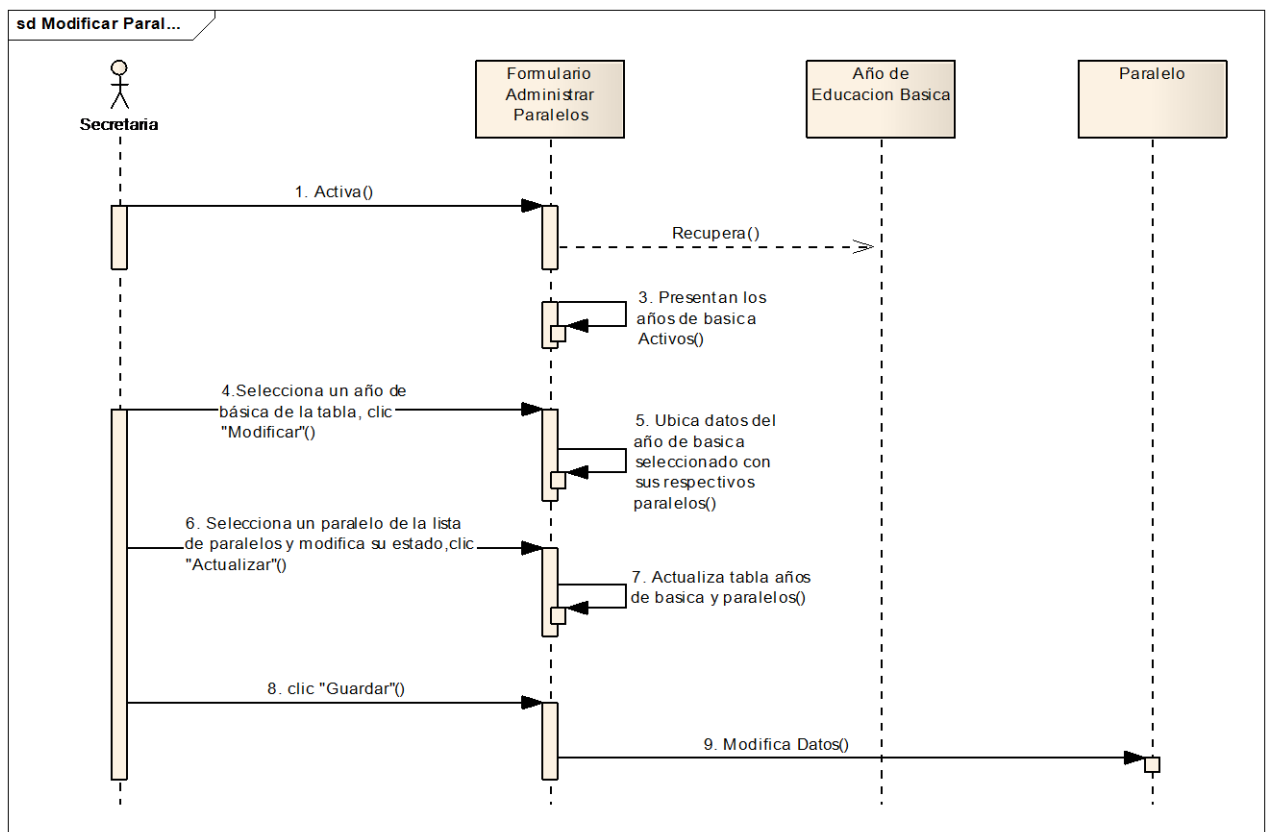 sd Modificar Paral...
Secretaria
Formulario
Administrar
Paralelos
Año de
Educacion Basica
Paralelo
1. Activa()
Recupera()
3. Presentan los
años de basica
Activos()
4.Selecciona un año de
básica de la tabla, clic
"Modificar"()
5. Ubica datos del
año de basica
seleccionado con
sus respectivos
paralelos()
6. Selecciona un paralelo de la lista
de paralelos y modifica su estado,clic
"Actualizar"()
7. Actualiza tabla años
de basica y paralelos()
8. clic "Guardar"()
9. Modifica Datos()